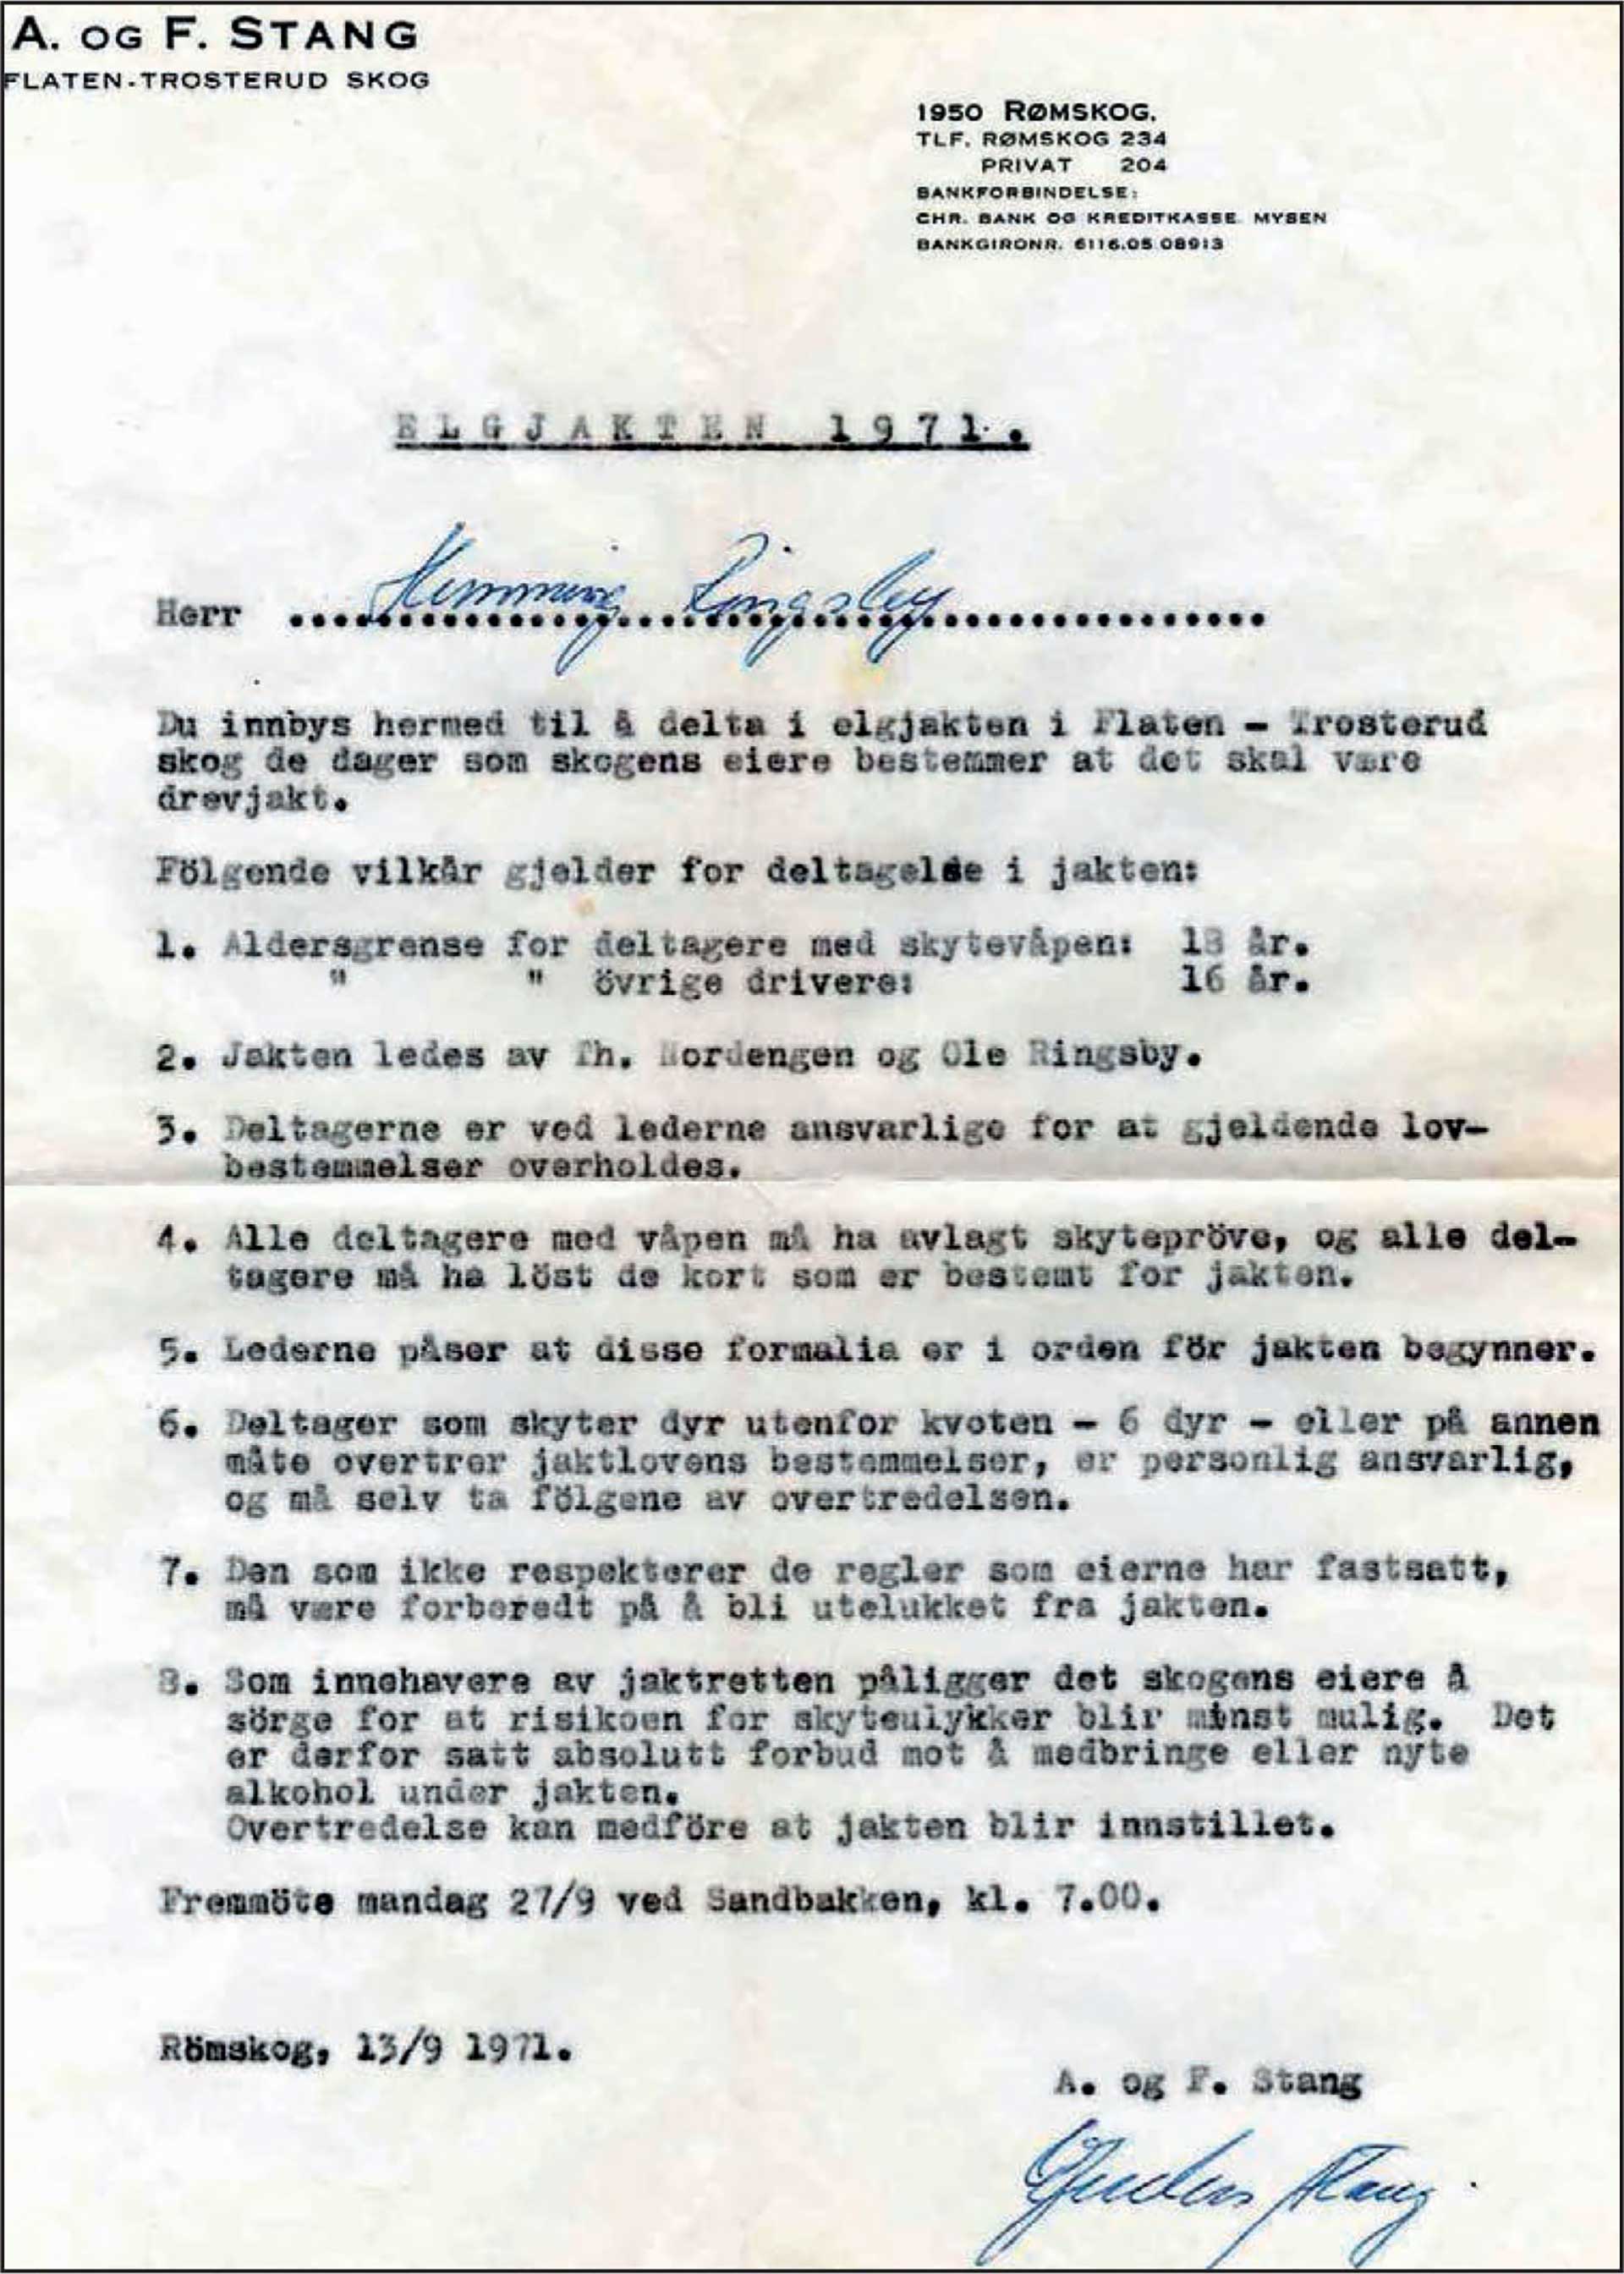 A. OG F. STANG
FLATEN-TROSTERUD SKOG
1950 RØMSKOG.
TLF. RØMSKOG 234
PRIVAT 204
BANKFORBINDELSE:
CHR. BANK OG KREDITKASSE MYSEN
BANKGIRONR. 6116.05 08913
ELGJAKTEN 1971.
Herr Hemming Ringsby
Du innbys hermed til å delta i elgjakten i Flaten - Trosterud
skog de dager som skogens eiere bestemmer at det skal være
drevjakt.
Fölgende vilkår gjelder for deltagelse i jakten:
1. Aldersgrense for deltagere med skytevåpen: 18 år.
" " övrige drivere: 16 år.
2. Jakten ledes av Th. Nordengen og Ole Ringsby.
3. Deltagerne er ved lederne ansvarlige for at gjeldende lov-
bestemmelser overholdes.
4. Alle deltagere med våpen må ha avlagt skytepröve, og alle del-
tagere må ha löst de kort som er bestemt for jakten.
5. Lederne påser at disse formalia er i orden för jakten begynner.
6. Deltager som skyter dyr utenfor kvoten - 6 dyr - eller på annen
måte overtrer jaktlovens bestemmelser, er personlig ansvarlig,
og må selv ta fölgene av overtredelsen.
7. Den som ikke respekterer de regler som eierne har fastsatt,
må være forberedt på å bli utelukket fra jakten.
8. Som innehavere av jaktretten påligger det skogens eiere å
sörge for at risikoen for skyteulykker blir minst mulig. Det
er derfor satt absolutt forbud mot å medbringe eller nyte
alkohol under jakten.
Overtredelse kan medföre at jakten blir innstillet.
Fremmöte mandag 27/9 ved Sandbakken, kl. 7.00.
Römskog, 13/9 1971.
A. og F. Stang
Stang